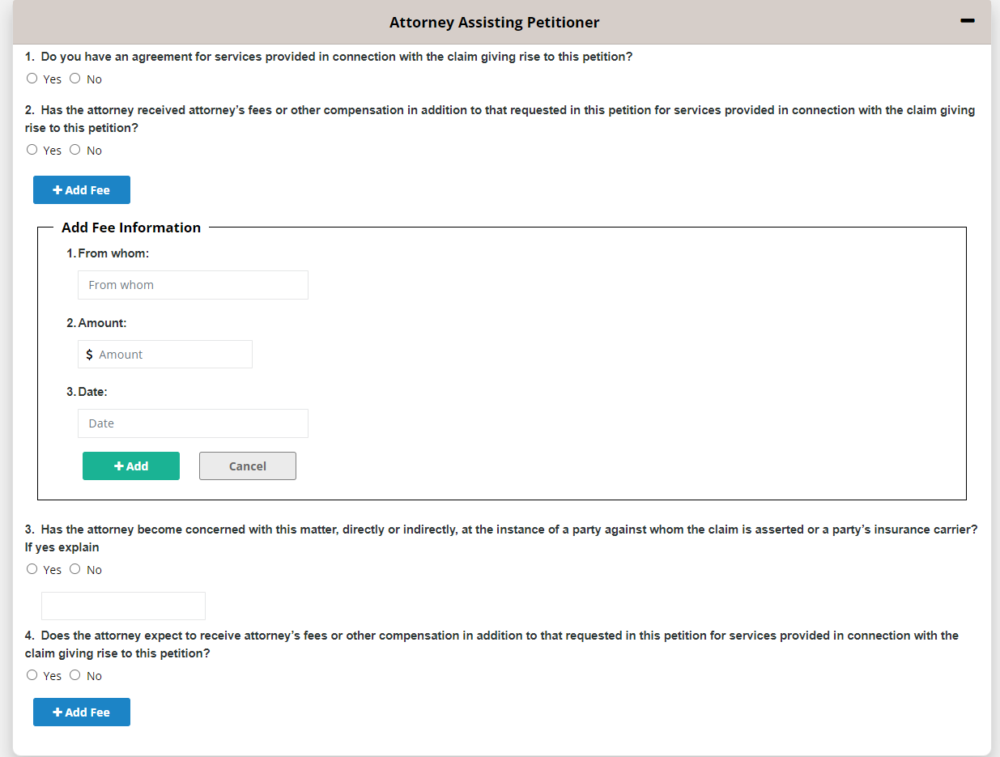 Attorney Assisting Petitioner
1. Do you have an agreement for services provided in connection with the claim giving rise to this petition?
Yes No
2. Has the attorney received attorney’s fees or other compensation in addition to that requested in this petition for services provided in connection with the claim giving
rise to this petition?
Yes No
+ Add Fee
Add Fee Information
1. From whom:
From whom
2. Amount:
$ Amount
3. Date:
Date
+ Add Cancel
3. Has the attorney become concerned with this matter, directly or indirectly, at the instance of a party against whom the claim is asserted or a party’s insurance carrier?
If yes explain
Yes No
4. Does the attorney expect to receive attorney’s fees or other compensation in addition to that requested in this petition for services provided in connection with the
claim giving rise to this petition?
Yes No
+ Add Fee